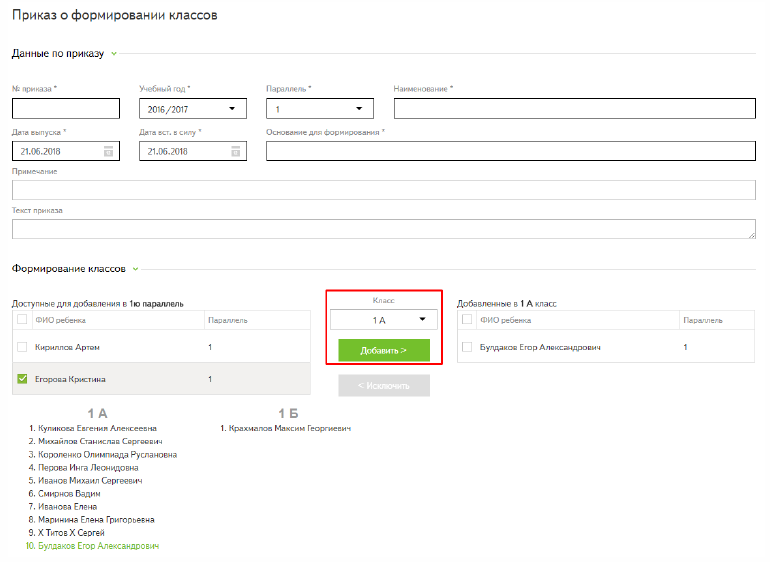 Приказ о формировании классов
Данные по приказу
№ приказа * Учебный год * Параллель * Наименование *
2016/2017 1
Дата выпуска * Дата вст. в силу * Основание для формирования *
21.06.2018 21.06.2018
Примечание
Текст приказа
Формирование классов
Доступные для добавления в 1ю параллель
ФИО ребенка Параллель
Кириллов Артем 1
Егорова Кристина 1
Класс
1 А
Добавить >
< Исключить
Добавленные в 1 А класс
ФИО ребенка Параллель
Булдаков Егор Александрович 1
1 А
1. Куликова Евгения Алексеевна
2. Михайлов Станислав Сергеевич
3. Короленко Олимпиада Руслановна
4. Перова Инга Леонидовна
5. Иванов Михаил Сергеевич
6. Смирнов Вадим
7. Иванова Елена
8. Маринина Елена Григорьевна
9. Х Титов Х Сергей
10. Булдаков Егор Александрович
1 Б
1. Крахмалов Максим Георгиевич